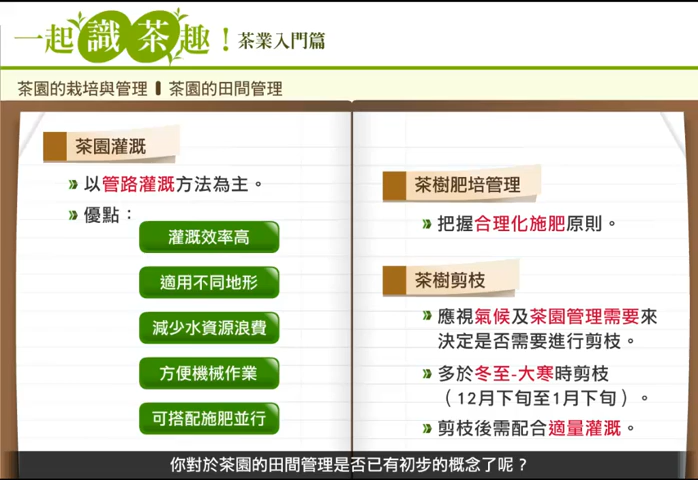 一起識茶趣！茶業入門篇
茶園的栽培與管理 ▮ 茶園的田間管理
茶園灌溉
以管路灌溉方法為主。
優點：
灌溉效率高
適用不同地形
減少水資源浪費
方便機械作業
可搭配施肥並行
茶樹肥培管理
把握合理化施肥原則。
茶樹剪枝
應視氣候及茶園管理需要來
決定是否需要進行剪枝。
多於冬至-大寒時剪枝
（12月下旬至1月下旬）。
剪枝後需配合適量灌溉。
你對於茶園的田間管理是否已有初步的概念了呢？